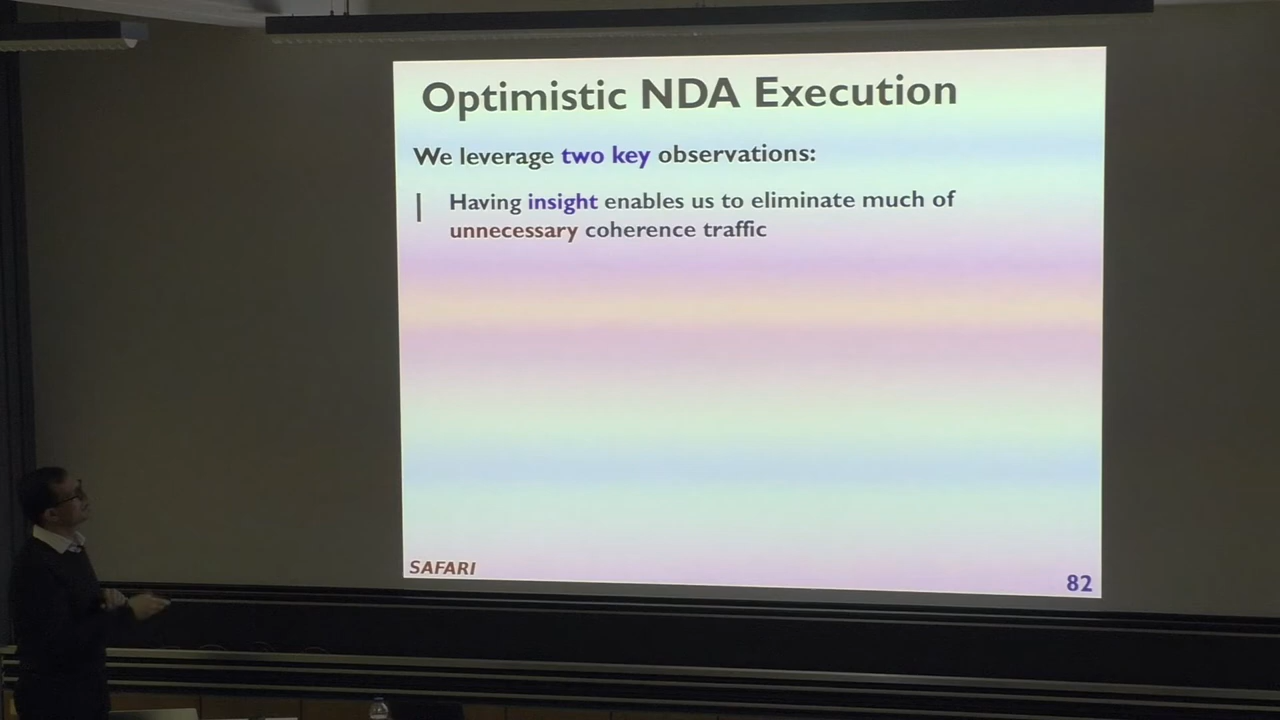 Optimistic NDA Execution
We leverage two key observations:
| Having insight enables us to eliminate much of
unnecessary coherence traffic
SAFARI
82